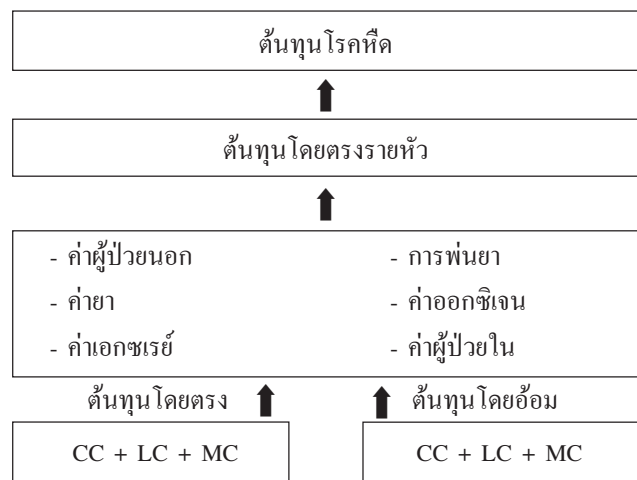 ต้นทุนโรคหืด
ต้นทุนโดยตรงรายหัว
- ค่าผู้ป่วยนอก - การพ่นยา
- ค่ายา - ค่าออกซิเจน
- ค่าเอกซเรย์ - ค่าผู้ป่วยใน
ต้นทุนโดยตรง ต้นทุนโดยอ้อม
CC + LC + MC CC + LC + MC